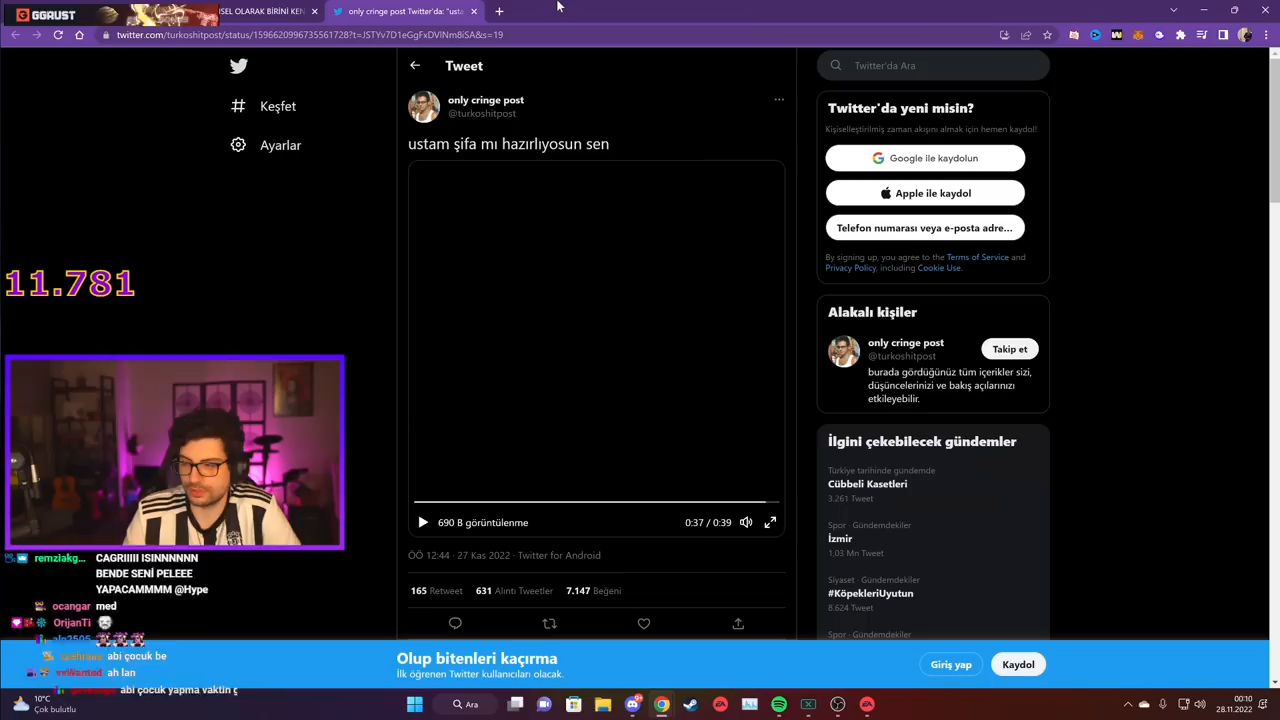 GGRUST
ISEL OLARAK BİRİNİ KEN
only cringe post Twitter'da: "usta
twitter.com/turkoshitpost/status/1596620996735561728?t=JSTYv7D1eGgFxDVINm8iSA&s=19
Tweet
Twitter'da Ara
Keşfet
Ayarlar
only cringe post
@turkoshitpost
ustam şifa mı hazırlıyosun sen
690 B görüntülenme
0:37 / 0:39
ÖÖ 12:44 · 27 Kas 2022 · Twitter for Android
165 Retweet 631 Alıntı Tweetler 7.147 Beğeni
Twitter'da yeni misin?
Kişiselleştirilmiş zaman akışını almak için hemen kaydol!
Google ile kaydolun
Apple ile kaydol
Telefon numarası veya e-posta adre...
By signing up, you agree to the Terms of Service and
Privacy Policy, including Cookie Use.
Alakalı kişiler
only cringe post
@turkoshitpost
Takip et
burada gördüğünüz tüm içerikler sizi,
düşüncelerinizi ve bakış açılarınızı
etkileyebilir.
İlgini çekebilecek gündemler
Türkiye tarihinde gündemde
Cübbeli Kasetleri
3.261 Tweet
Spor · Gündemdekiler
İzmir
1,03 Mn Tweet
Siyaset · Gündemdekiler
#KöpekleriUyutun
8.624 Tweet
Spor · Gündemdekiler
11.781
remziakg... CAGRIIIII ISINNNNNN
BENDE SENİ PELEEE
YAPACAMMMM @Hype
ocangar med
OrijanTi
alp2505
abi çocuk be
vvWanted ah lan
abi çocuk yapma vaktin g
Olup bitenleri kaçırma
İlk öğrenen Twitter kullanıcıları olacak.
Giriş yap
Kaydol
10°C
Çok bulutlu
Ara
00:10
28.11.2022